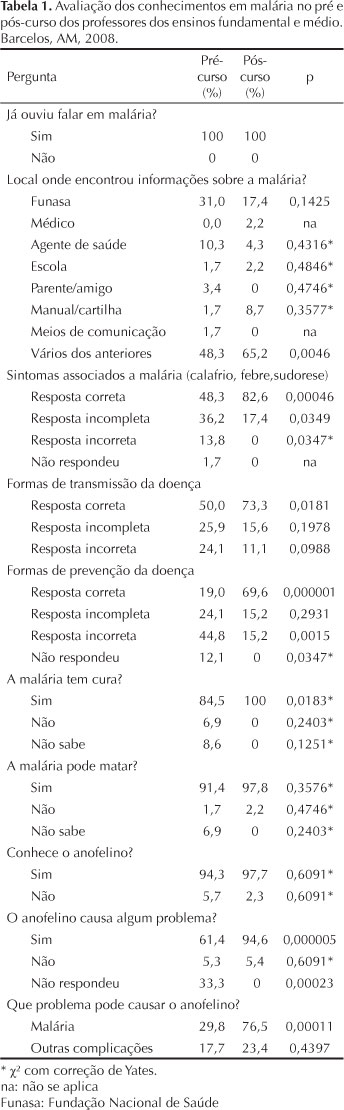 Tabela 1. Avaliação dos conhecimentos em malária no pré e
pós-curso dos professores dos ensinos fundamental e médio.
Barcelos, AM, 2008.
Pergunta Pré-curso (%) Pós-curso (%) p
Já ouviu falar em malária?
Sim 100 100
Não 0 0
Local onde encontrou informações sobre a malária?
Funasa 31,0 17,4 0,1425
Médico 0,0 2,2 na
Agente de saúde 10,3 4,3 0,4316*
Escola 1,7 2,2 0,4846*
Parente/amigo 3,4 0 0,4746*
Manual/cartilha 1,7 8,7 0,3577*
Meios de comunicação 1,7 0 na
Vários dos anteriores 48,3 65,2 0,0046
Sintomas associados a malária (calafrio, febre,sudorese)
Resposta correta 48,3 82,6 0,00046
Resposta incompleta 36,2 17,4 0,0349
Resposta incorreta 13,8 0 0,0347*
Não respondeu 1,7 0 na
Formas de transmissão da doença
Resposta correta 50,0 73,3 0,0181
Resposta incompleta 25,9 15,6 0,1978
Resposta incorreta 24,1 11,1 0,0988
Formas de prevenção da doença
Resposta correta 19,0 69,6 0,000001
Resposta incompleta 24,1 15,2 0,2931
Resposta incorreta 44,8 15,2 0,0015
Não respondeu 12,1 0 0,0347*
A malária tem cura?
Sim 84,5 100 0,0183*
Não 6,9 0 0,2403*
Não sabe 8,6 0 0,1251*
A malária pode matar?
Sim 91,4 97,8 0,3576*
Não 1,7 2,2 0,4746*
Não sabe 6,9 0 0,2403*
Conhece o anofelino?
Sim 94,3 97,7 0,6091*
Não 5,7 2,3 0,6091*
O anofelino causa algum problema?
Sim 61,4 94,6 0,000005
Não 5,3 5,4 0,6091*
Não respondeu 33,3 0 0,00023
Que problema pode causar o anofelino?
Malária 29,8 76,5 0,00011
Outras complicações 17,7 23,4 0,4397
* χ² com correção de Yates.
na: não se aplica
Funasa: Fundação Nacional de Saúde